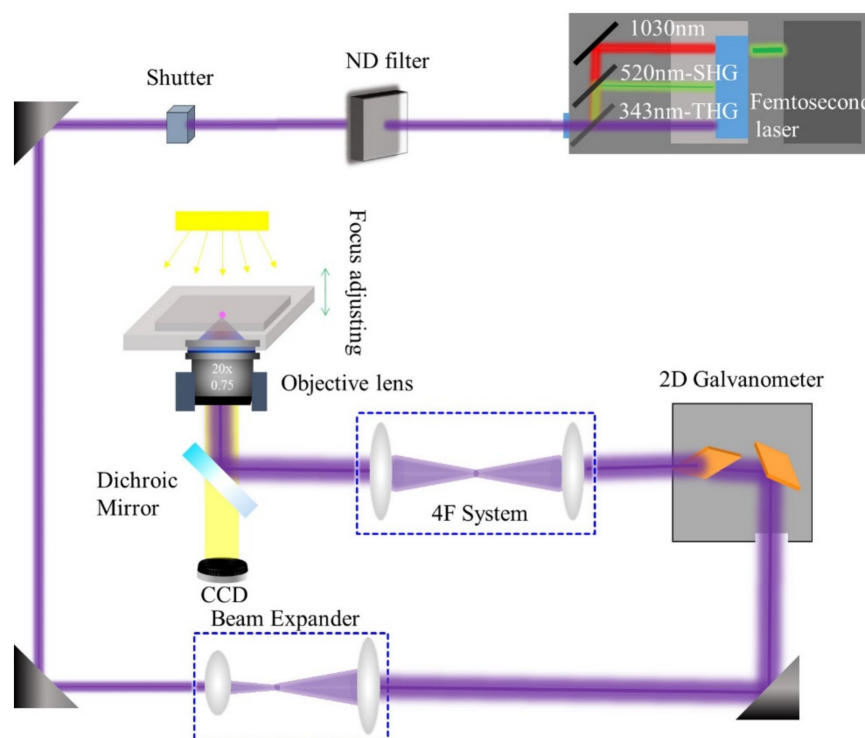 1030nm
ND filter
Shutter
520nm-SHG
343nm-THG
Femtosecond
laser
Focus adjusting
20x
0.75
Objective lens
2D Galvanometer
Dichroic
Mirror
4F System
CCD
Beam Expander